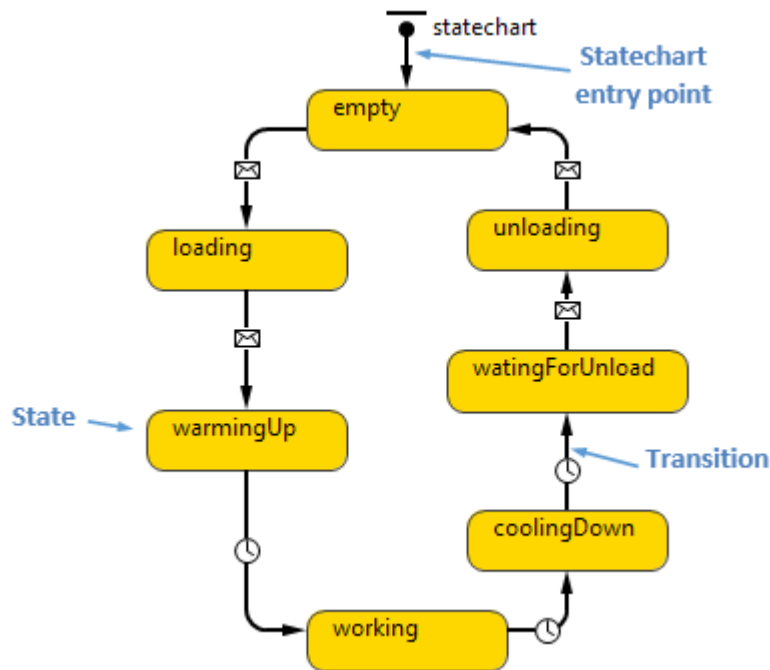 statechart
Statechart
entry point
empty
loading
unloading
watingForUnload
State
warmingUp
Transition
coolingDown
working